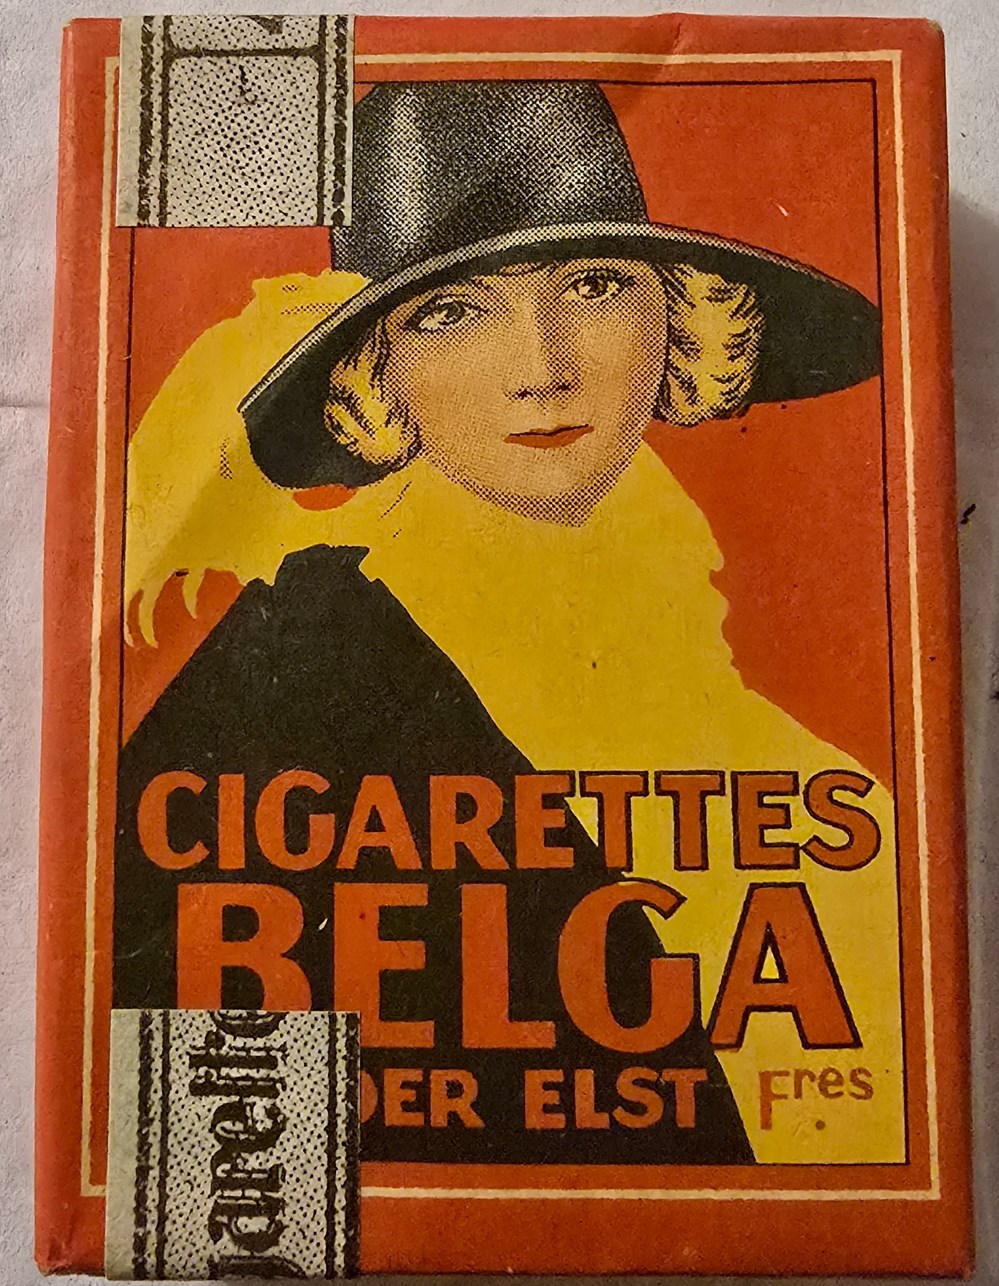 CIGARETTES
BELGA
DER ELST Fres.